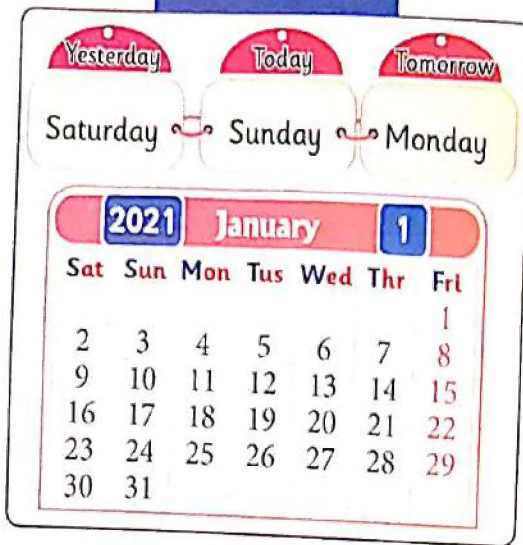 Yesterday Today Tomorrow
Saturday Sunday Monday
2021 January 1
Sat Sun Mon Tus Wed Thr Fri
1
2 3 4 5 6 7 8
9 10 11 12 13 14 15
16 17 18 19 20 21 22
23 24 25 26 27 28 29
30 31